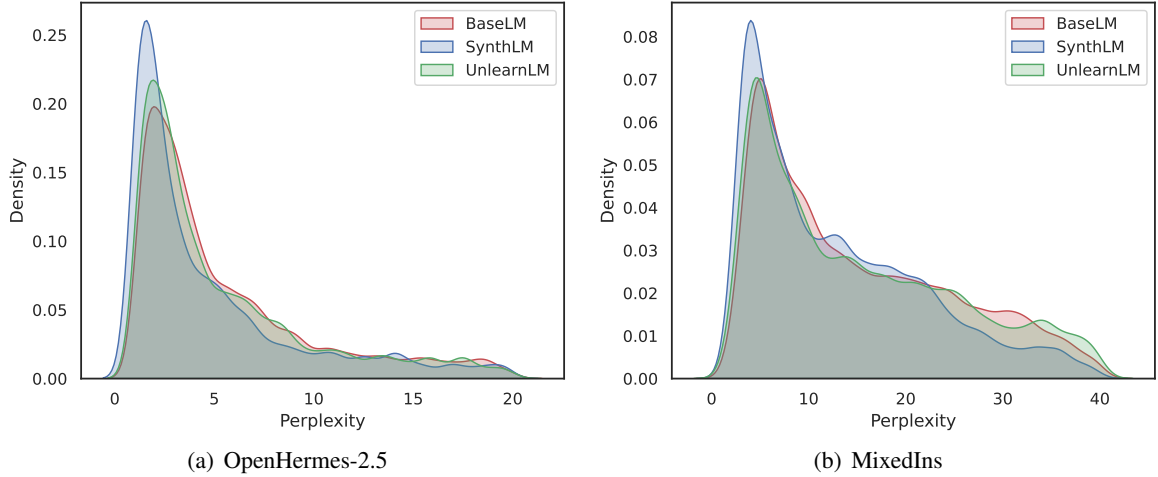 BaseLM
SynthLM
UnlearnLM
0.25
0.20
0.15
0.10
0.05
0.00
Density
0 5 10 15 20
Perplexity
(a) OpenHermes-2.5
BaseLM
SynthLM
UnlearnLM
0.08
0.07
0.06
0.05
0.04
0.03
0.02
0.01
0.00
Density
0 10 20 30 40
Perplexity
(b) MixedIns